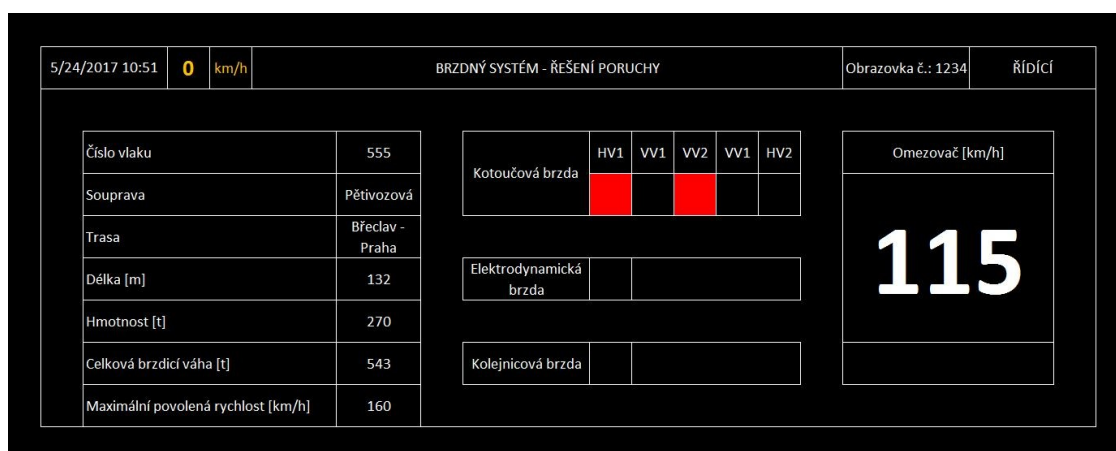 5/24/2017 10:51 0 km/h BRZDNÝ SYSTÉM - ŘEŠENÍ PORUCHY Obrazovka č.: 1234 ŘÍDÍCÍ
Číslo vlaku 555
Souprava Pětivozová
Trasa Břeclav -
Praha
Délka [m] 132
Hmotnost [t] 270
Celková brzdicí váha [t] 543
Maximální povolená rychlost [km/h] 160
HV1 VV1 VV2 VV1 HV2
Kotoučová brzda
Elektrodynamická
brzda
Kolejnicová brzda
Omezovač [km/h]
115